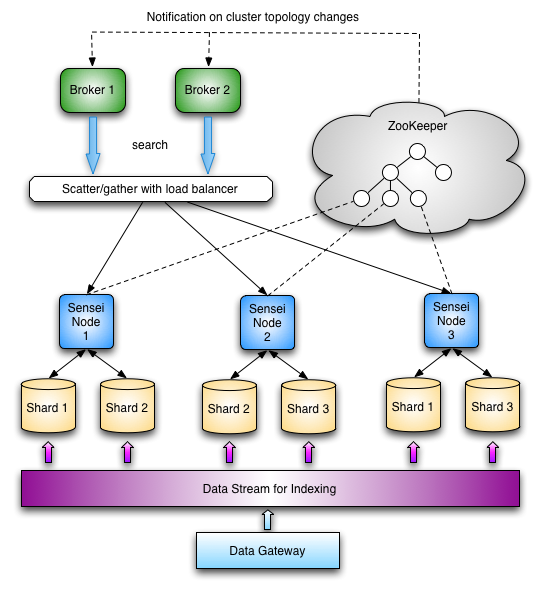 Notification on cluster topology changes
Broker 1
Broker 2
ZooKeeper
search
Scatter/gather with load balancer
Sensei
Node
1
Sensei
Node
2
Sensei
Node
3
Shard 1
Shard 2
Shard 2
Shard 3
Shard 1
Shard 3
Data Stream for Indexing
Data Gateway